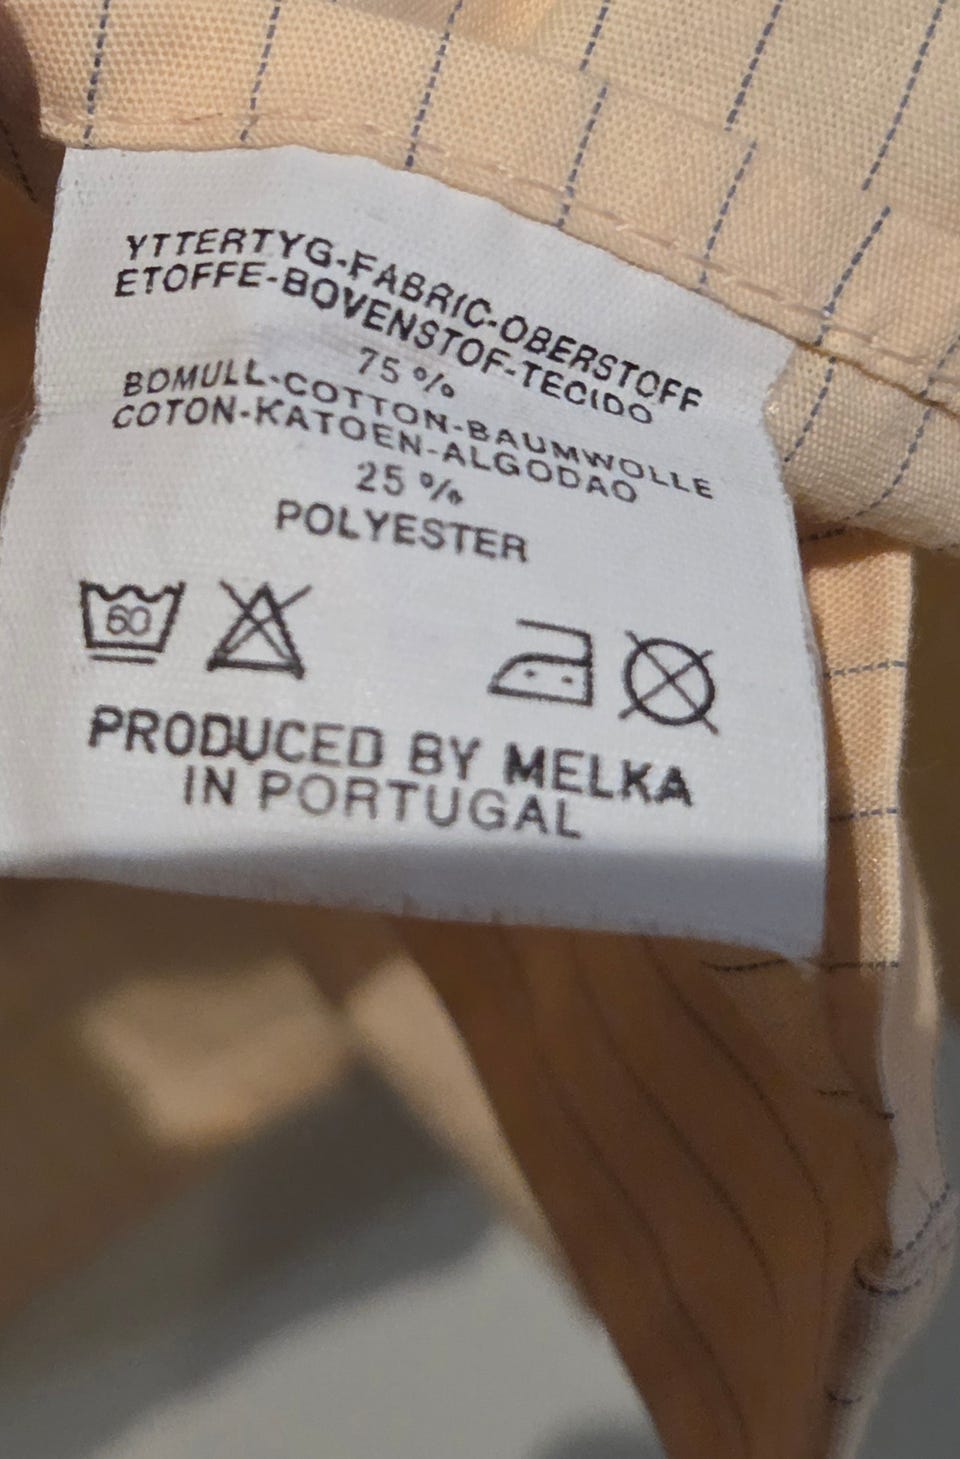 YTTERTYG-FABRIC-OBERSTOFF
ETOFFE-BOVENSTOF-TECIDO
75 %
BOMULL-COTTON-BAUMWOLLE
COTON-KATOEN-ALGODAO
25 %
POLYESTER
60
PRODUCED BY MELKA
IN PORTUGAL